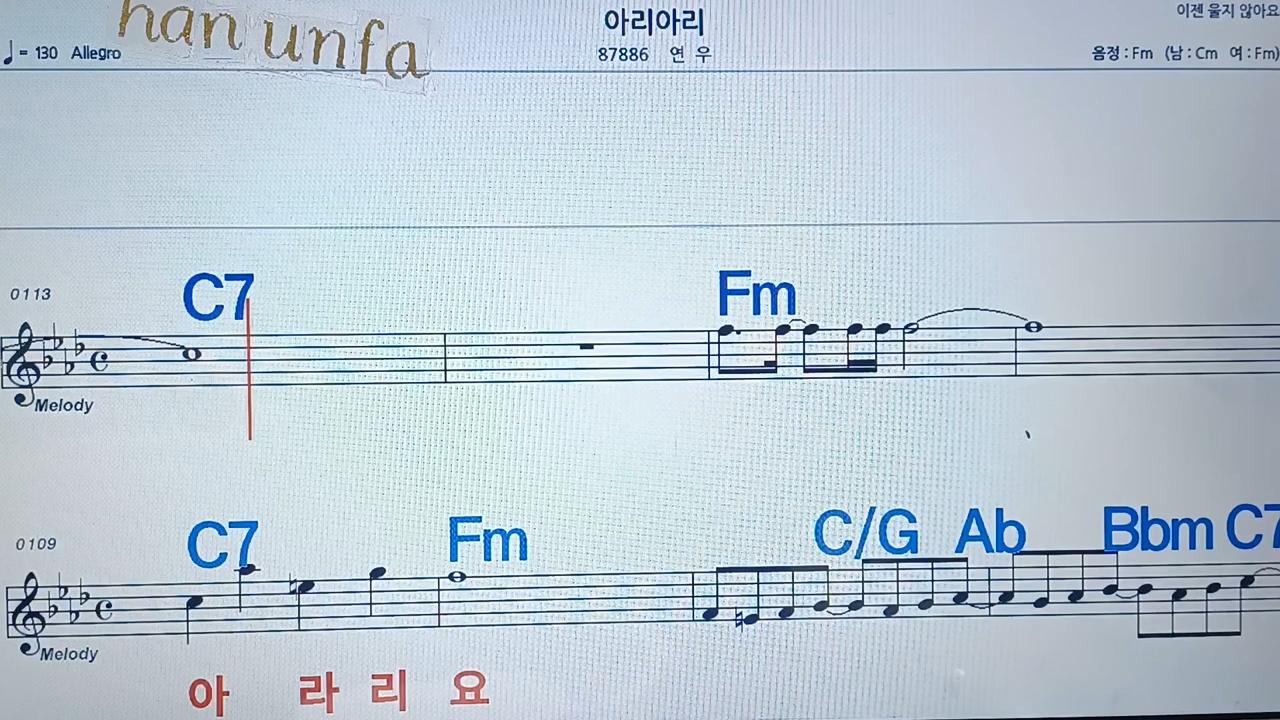 han unfa
아리아리
이젠 울지 않아요
♩= 130 Allegro
87886 연 우
음정 : Fm (남 : Cm 여 : Fm)
C7 Fm
0113
Melody
C7 Fm C/G Ab Bbm C7
0109
Melody
아 라 리 요